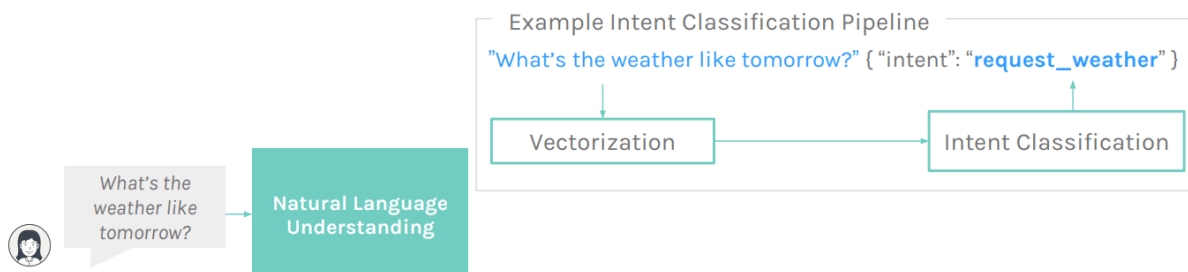 Example Intent Classification Pipeline
”What’s the weather like tomorrow?” { “intent”: “request_weather” }
Vectorization
Intent Classification
What’s the
weather like
tomorrow?
Natural Language
Understanding